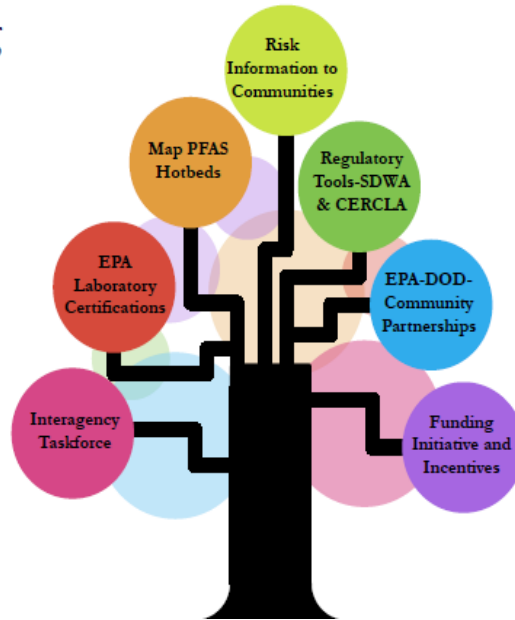 Risk
Information to
Communities
Map PFAS
Hotbeds
Regulatory
Tools-SDWA
& CERCLA
EPA
Laboratory
Certifications
EPA-DOD-
Community
Partnerships
Interagency
Taskforce
Funding
Initiative and
Incentives